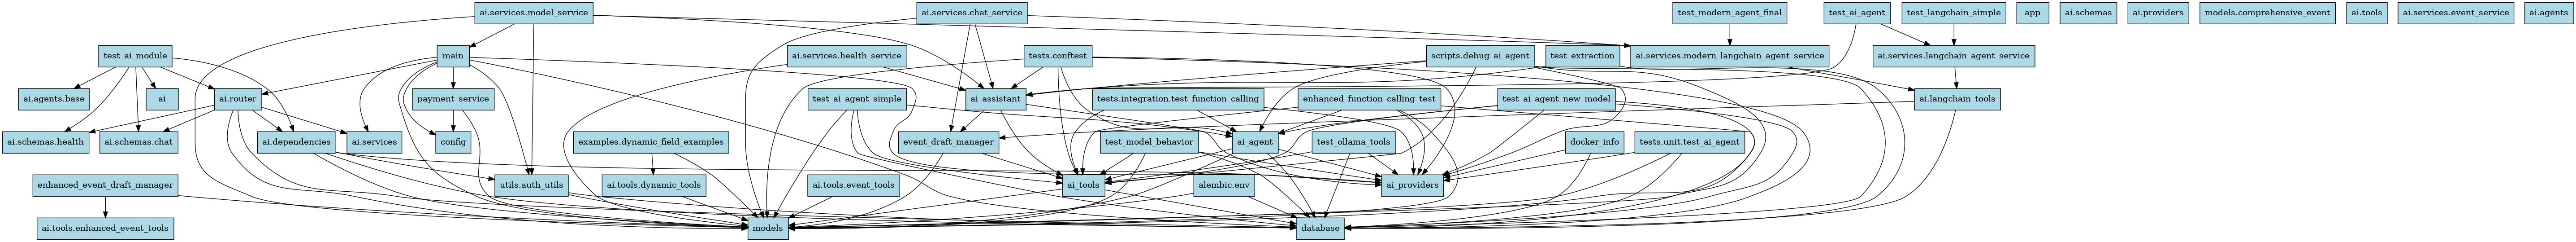 ai.services.model_service
ai.services.chat_service
test_modern_agent_final
test_ai_agent
test_langchain_simple
app
ai.schemas
ai.providers
models.comprehensive_event
ai.tools
ai.services.event_service
ai.agents
test_ai_module
main
ai.services.health_service
tests.conftest
scripts.debug_ai_agent
test_extraction
ai.services.modern_langchain_agent_service
ai.services.langchain_agent_service
ai.agents.base
ai
ai.router
payment_service
test_ai_agent_simple
ai_assistant
tests.integration.test_function_calling
enhanced_function_calling_test
test_ai_agent_new_model
ai.langchain_tools
ai.schemas.health
ai.schemas.chat
ai.dependencies
ai.services
config
examples.dynamic_field_examples
event_draft_manager
test_model_behavior
ai_agent
test_ollama_tools
docker_info
tests.unit.test_ai_agent
enhanced_event_draft_manager
utils.auth_utils
ai.tools.dynamic_tools
ai.tools.event_tools
ai_tools
alembic.env
ai_providers
ai.tools.enhanced_event_tools
models
database